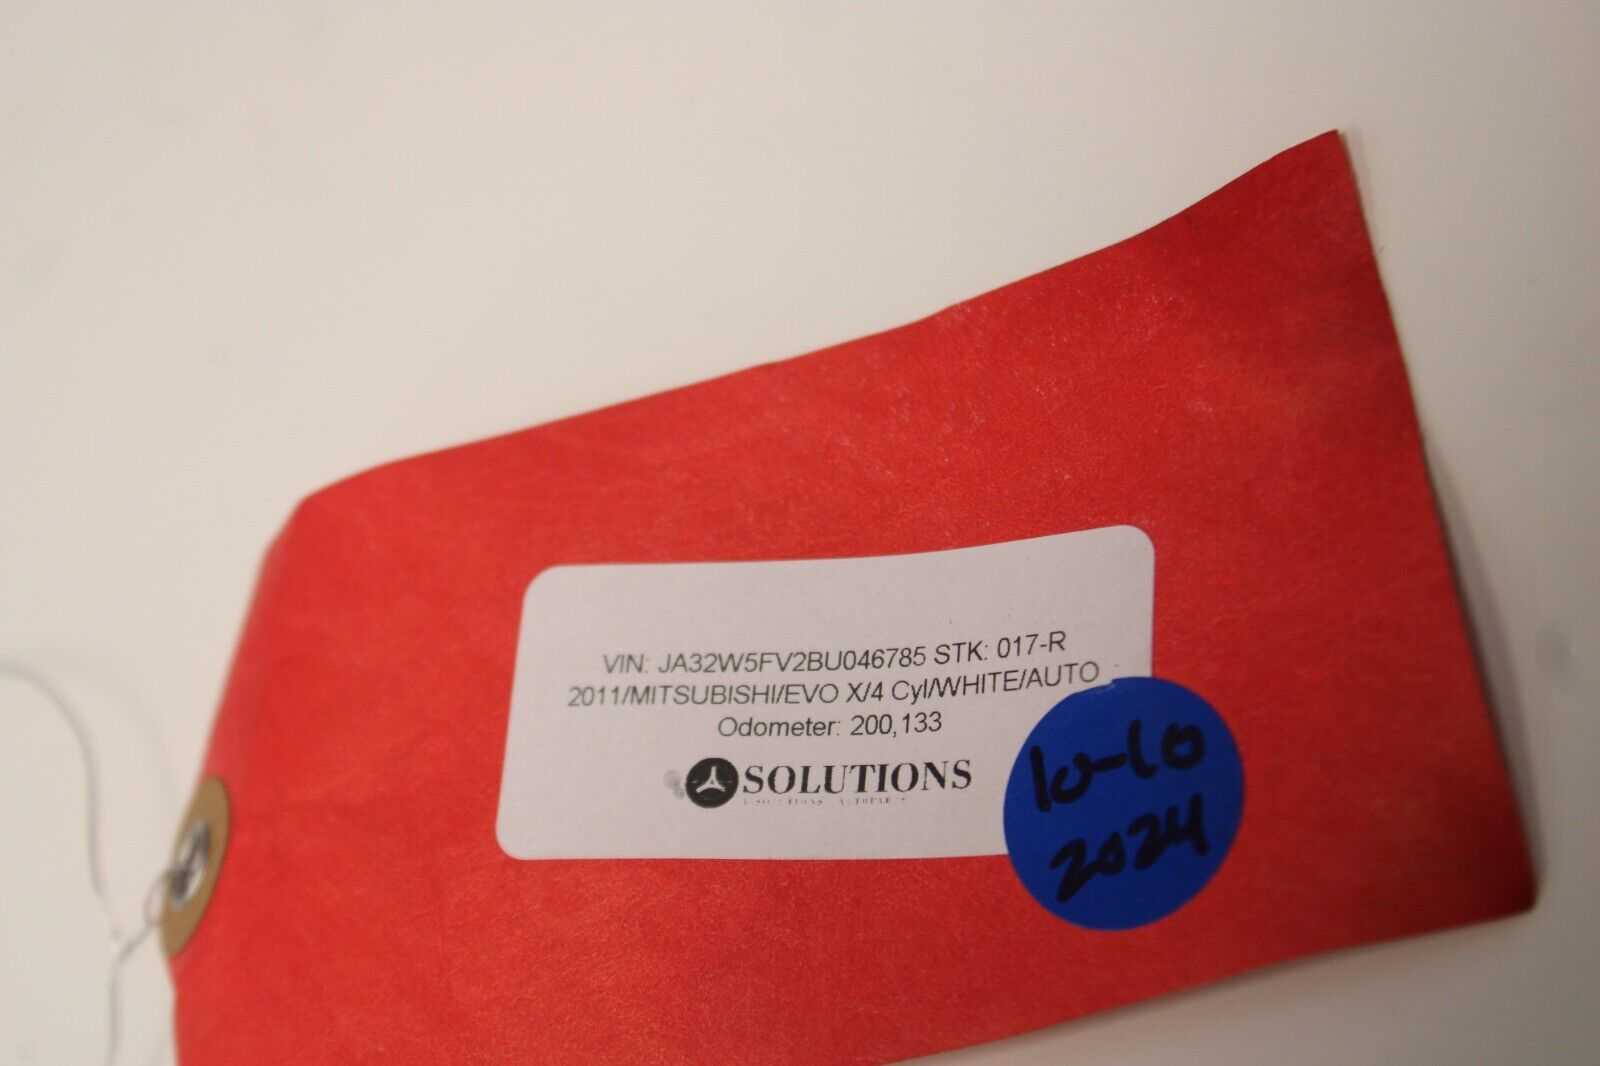 VIN: JA32W5FV2BU046785 STK: 017-R
2011/MITSUBISHI/EVO X/4 Cyl/WHITE/AUTO
Odometer: 200,133
SOLUTIONS
10-10
2024